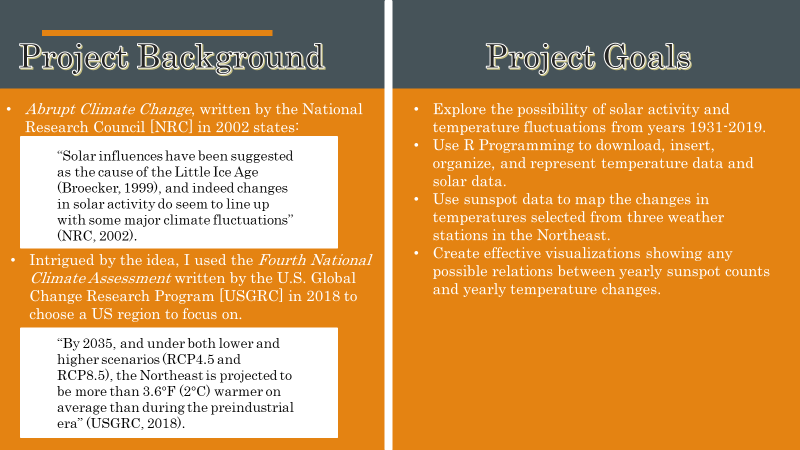 Project Background
• Abrupt Climate Change, written by the National
Research Council [NRC] in 2002 states:
“Solar influences have been suggested
as the cause of the Little Ice Age
(Broecker, 1999), and indeed changes
in solar activity do seem to line up
with some major climate fluctuations”
(NRC, 2002).
• Intrigued by the idea, I used the Fourth National
Climate Assessment written by the U.S. Global
Change Research Program [USGRC] in 2018 to
choose a US region to focus on.
“By 2035, and under both lower and
higher scenarios (RCP4.5 and
RCP8.5), the Northeast is projected to
be more than 3.6°F (2°C) warmer on
average than during the preindustrial
era” (USGRC, 2018).
Project Goals
• Explore the possibility of solar activity and
temperature fluctuations from years 1931-2019.
• Use R Programming to download, insert,
organize, and represent temperature data and
solar data.
• Use sunspot data to map the changes in
temperatures selected from three weather
stations in the Northeast.
• Create effective visualizations showing any
possible relations between yearly sunspot counts
and yearly temperature changes.